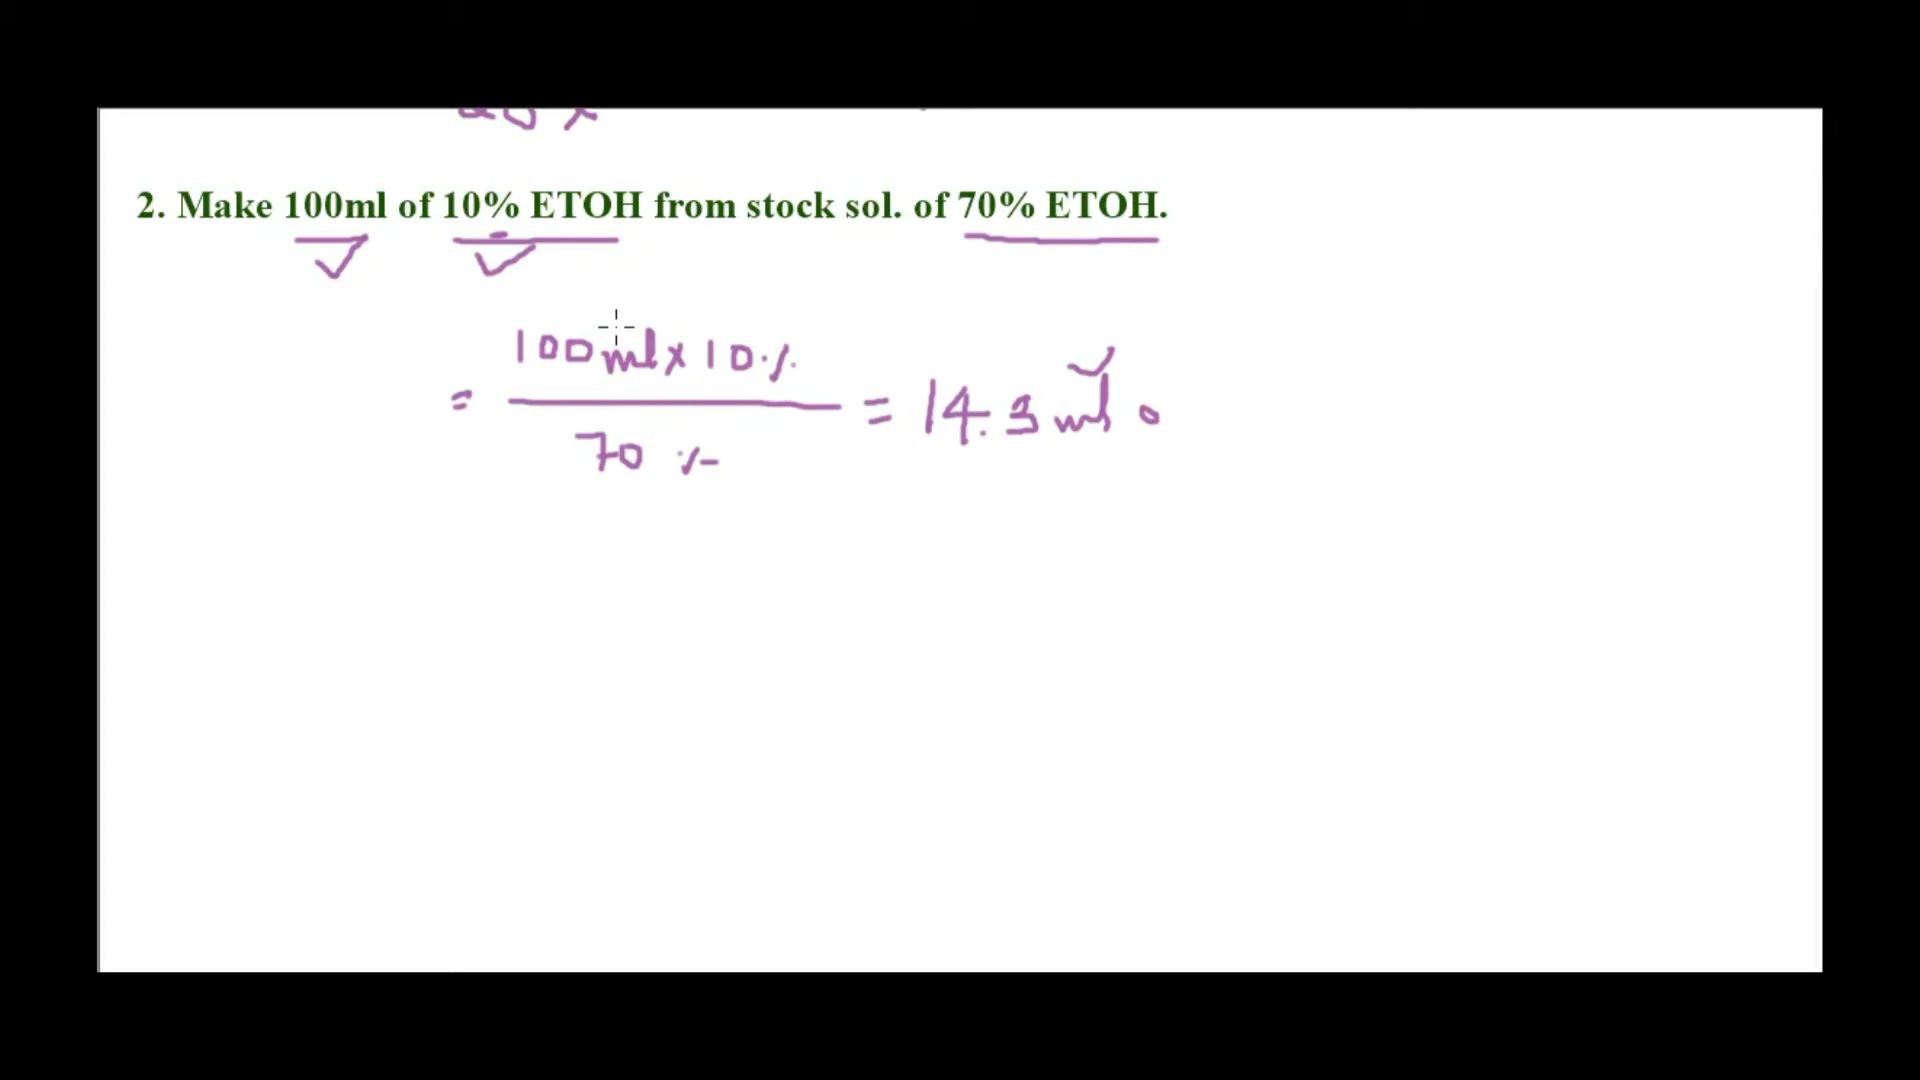 2. Make 100ml of 10% ETOH from stock sol. of 70% ETOH.
= 100ml x 10% / 70% = 14.3 ml